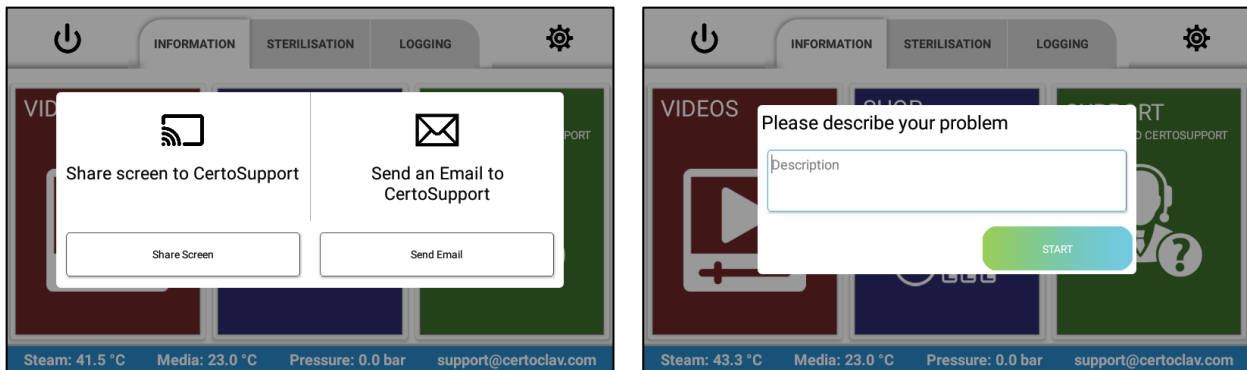 INFORMATION STERILISATION LOGGING
VID
PORT
Share screen to CertoSupport
Send an Email to
CertoSupport
Share Screen
Send Email
Steam: 41.5 °C Media: 23.0 °C Pressure: 0.0 bar support@certoclav.com
INFORMATION STERILISATION LOGGING
VIDEOS
SHOP
RT
O CERTOSUPPORT
Please describe your problem
Description
START
Steam: 43.3 °C Media: 23.0 °C Pressure: 0.0 bar support@certoclav.com